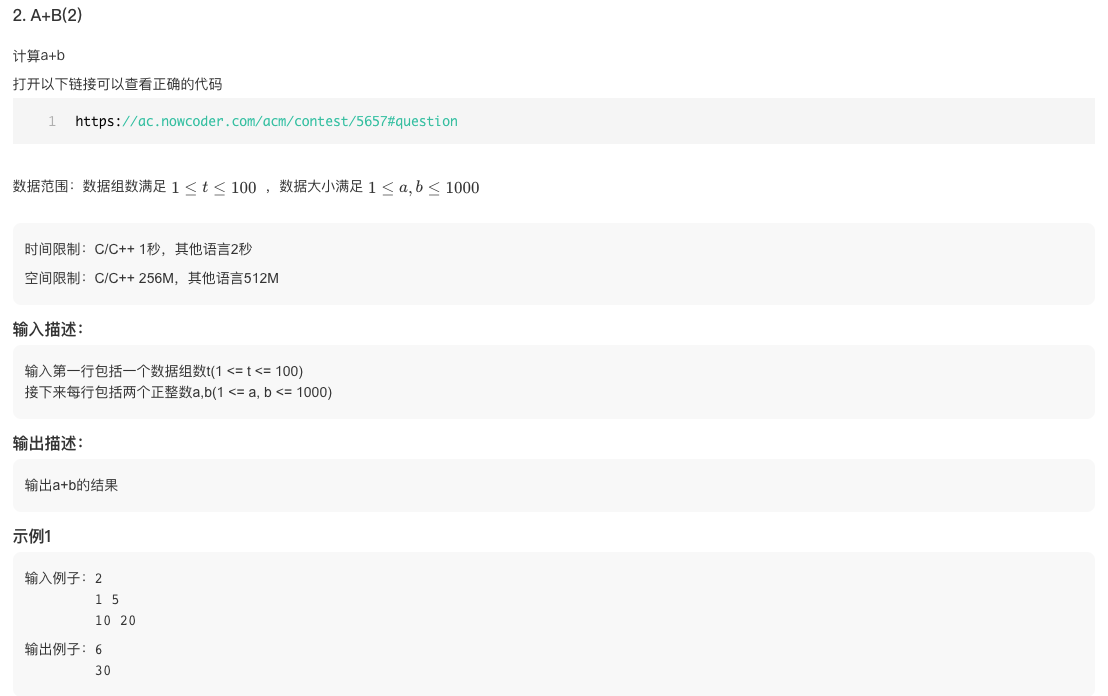 2. A+B(2)
计算a+b
打开以下链接可以查看正确的代码
1 https://ac.nowcoder.com/acm/contest/5657#question
数据范围：数据组数满足 1 ≤ t ≤ 100 ，数据大小满足 1 ≤ a, b ≤ 1000
时间限制：C/C++ 1秒，其他语言2秒
空间限制：C/C++ 256M，其他语言512M
输入描述：
输入第一行包括一个数据组数t(1 <= t <= 100)
接下来每行包括两个正整数a,b(1 <= a, b <= 1000)
输出描述：
输出a+b的结果
示例1
输入例子：2
1 5
10 20
输出例子：6
30